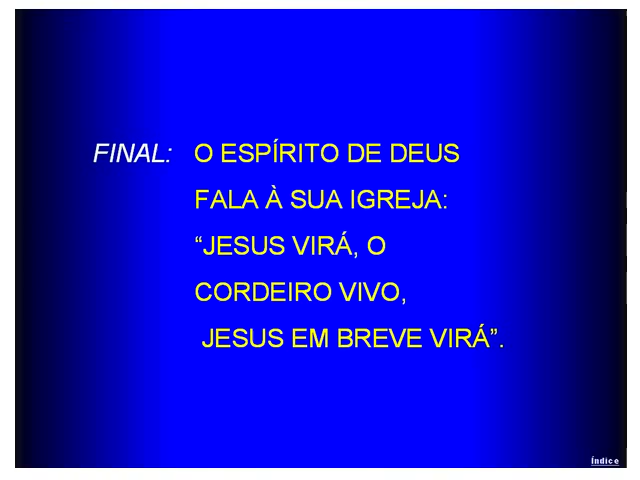 FINAL: O ESPÍRITO DE DEUS
FALA À SUA IGREJA:
“JESUS VIRÁ, O
CORDEIRO VIVO,
JESUS EM BREVE VIRÁ”.
Índice